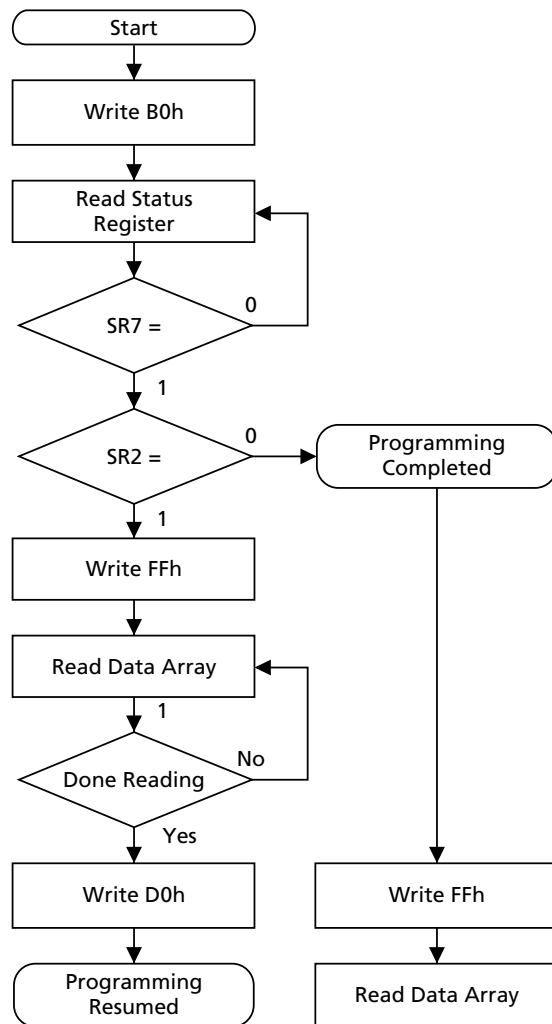 Start
Write B0h
Read Status
Register
0
SR7 =
1
0
SR2 =
Programming
Completed
1
Write FFh
Read Data Array
1
No
Done Reading
Yes
Write D0h
Write FFh
Programming
Resumed
Read Data Array